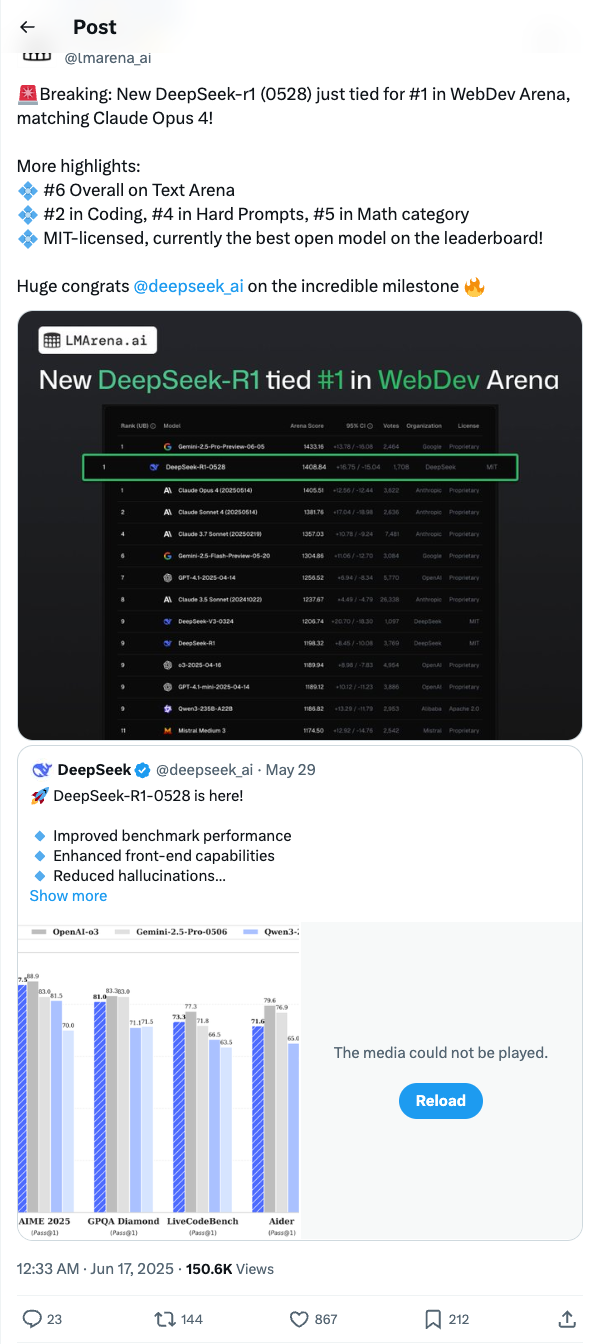 Post
@lmarena_ai
🚨Breaking: New DeepSeek-r1 (0528) just tied for #1 in WebDev Arena,
matching Claude Opus 4!
More highlights:
💠 #6 Overall on Text Arena
💠 #2 in Coding, #4 in Hard Prompts, #5 in Math category
💠 MIT-licensed, currently the best open model on the leaderboard!
Huge congrats @deepseek_ai on the incredible milestone 🔥
LMArena.ai
New DeepSeek-R1 tied #1 in WebDev Arena
Rank (UB) Model Arena Score 95% CI Votes Organization License
1 Gemini-2.5-Pro-Preview-06-05 1433.16 +13.78 / -16.08 2,464 Google Proprietary
1 DeepSeek-R1-0528 1408.84 +16.75 / -15.04 1,708 DeepSeek MIT
1 Claude Opus 4 (20250514) 1405.51 +12.56 / -12.44 3,822 Anthropic Proprietary
2 Claude Sonnet 4 (20250514) 1381.76 +17.04 / -18.98 2,636 Anthropic Proprietary
4 Claude 3.7 Sonnet (20250219) 1357.03 +10.78 / -9.24 7,481 Anthropic Proprietary
6 Gemini-2.5-Flash-Preview-05-20 1304.86 +11.06 / -12.70 3,084 Google Proprietary
7 GPT-4.1-2025-04-14 1256.52 +9.94 / -8.34 5,770 OpenAI Proprietary
8 Claude 3.5 Sonnet (20241022) 1237.67 +4.49 / -4.79 26,338 Anthropic Proprietary
9 DeepSeek-V3-0324 1206.74 +20.70 / -18.30 1,097 DeepSeek MIT
9 DeepSeek-R1 1198.32 +8.45 / -10.08 3,769 DeepSeek MIT
9 o3-2025-04-16 1189.94 +8.98 / -7.83 4,954 OpenAI Proprietary
9 GPT-4.1-mini-2025-04-14 1189.12 +10.12 / -11.23 3,886 OpenAI Proprietary
9 Qwen3-235B-A22B 1186.82 +13.29 / -11.79 2,953 Alibaba Apache 2.0
11 Mistral Medium 3 1174.50 +12.92 / -14.76 2,542 Mistral Proprietary
DeepSeek @deepseek_ai · May 29
🚀 DeepSeek-R1-0528 is here!
🔹 Improved benchmark performance
🔹 Enhanced front-end capabilities
🔹 Reduced hallucinations...
Show more
OpenAI-o3 Gemini-2.5-Pro-0506 Qwen3-
88.9 83.0 81.5 70.0
81.0 83.3 83.0 71.1 71.5
73.3 77.3 71.8 66.5 63.5
71.6 79.6 76.9 65.0
AIME 2025 GPQA Diamond LiveCodeBench Aider
(Pass@1) (Pass@1) (Pass@1) (Pass@1)
The media could not be played.
Reload
12:33 AM · Jun 17, 2025 · 150.6K Views
23 144 867 212